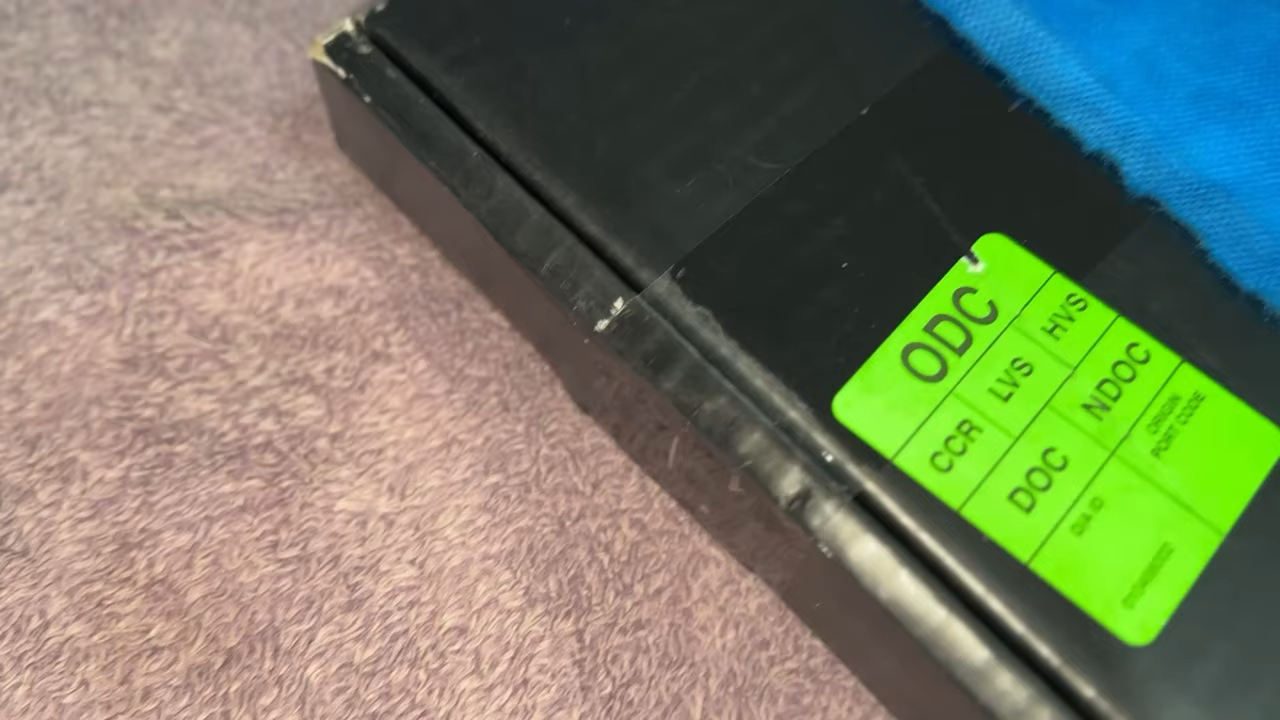 ODC
CCR LVS HVS
DOC NDOC
ORIGIN
PORT CODE